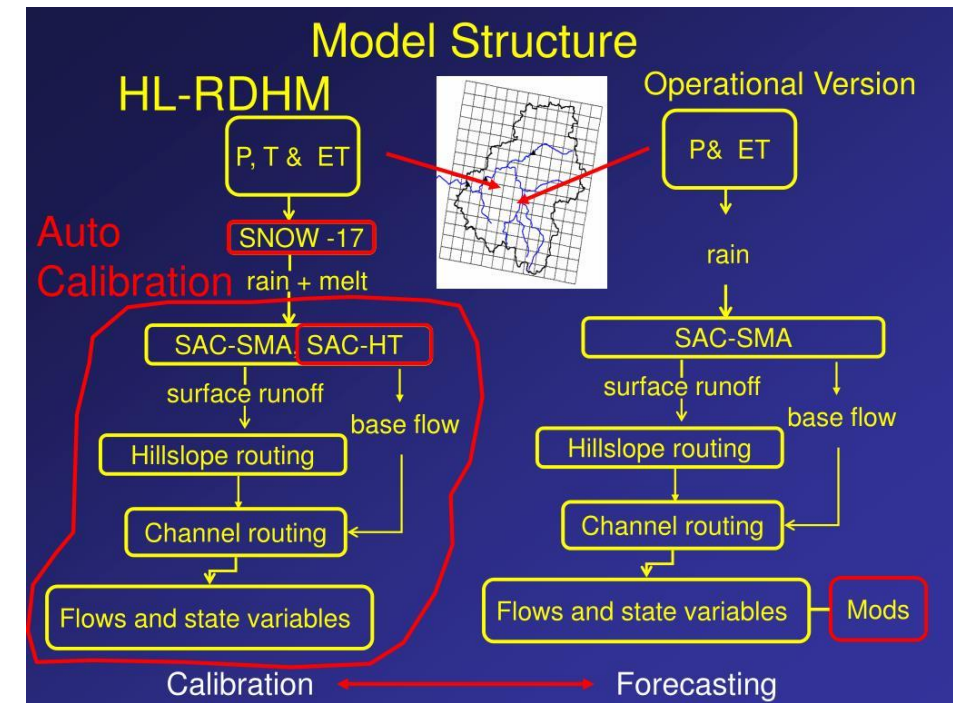 Model Structure
HL-RDHM
Operational Version
P, T & ET
P& ET
Auto
Calibration
SNOW -17
rain + melt
rain
SAC-SMA, SAC-HT
SAC-SMA
surface runoff
base flow
surface runoff
base flow
Hillslope routing
Hillslope routing
Channel routing
Channel routing
Flows and state variables
Flows and state variables
Mods
Calibration
Forecasting